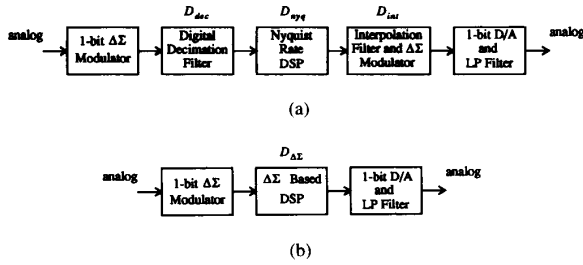 D_dec D_nyq D_int
analog analog
1-bit ΔΣ Modulator
Digital Decimation Filter
Nyquist Rate DSP
Interpolation Filter and ΔΣ Modulator
1-bit D/A and LP Filter
(a)
D_ΔΣ
analog analog
1-bit ΔΣ Modulator
ΔΣ Based DSP
1-bit D/A and LP Filter
(b)